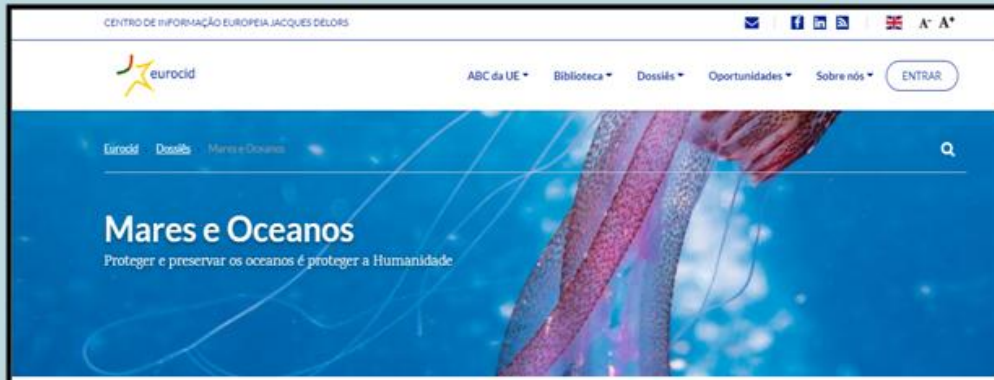 CENTRO DE INFORMAÇÃO EUROPEIA JACQUES DELORS
A- A+
eurocid
ABC da UE Biblioteca Dossiês Oportunidades Sobre nós ENTRAR
Eurocid Dossiês Mares e Oceanos
Mares e Oceanos
Proteger e preservar os oceanos é proteger a Humanidade